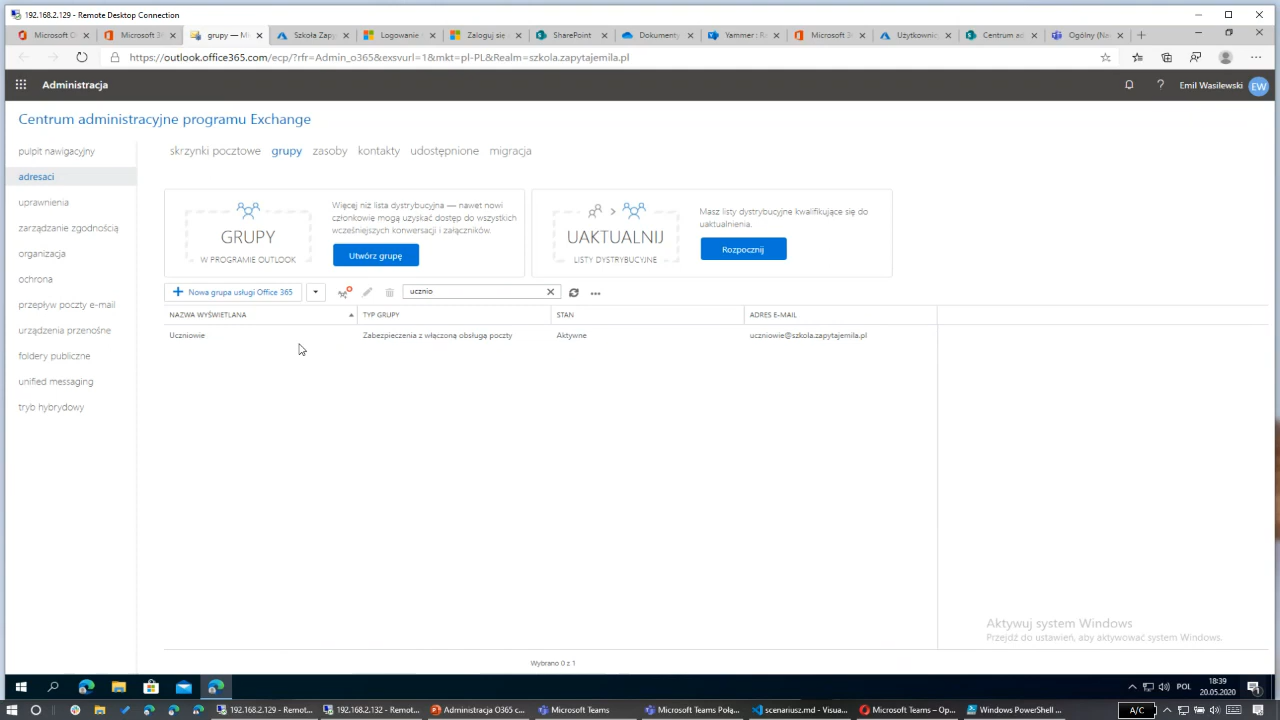 192.168.2.129 - Remote Desktop Connection
Microsoft O
Microsoft 36
grupy — Mi
Szkoła Zapy
Logowanie
Zaloguj się
SharePoint
Dokumenty
Yammer : Ro
Microsoft 36
Użytkownic
Centrum ad
Ogólny (Na
https://outlook.office365.com/ecp/?rfr=Admin_o365&exsvurl=1&mkt=pl-PL&Realm=szkola.zapytajemila.pl
Administracja
Emil Wasilewski
EW
Centrum administracyjne programu Exchange
pulpit nawigacyjny
adresaci
uprawnienia
zarządzanie zgodnością
organizacja
ochrona
przepływ poczty e-mail
urządzenia przenośne
foldery publiczne
unified messaging
tryb hybrydowy
skrzynki pocztowe grupy zasoby kontakty udostępnione migracja
GRUPY
W PROGRAMIE OUTLOOK
Więcej niż lista dystrybucyjna — nawet nowi
członkowie mogą uzyskać dostęp do wszystkich
wcześniejszych konwersacji i załączników.
Utwórz grupę
UAKTUALNIJ
LISTY DYSTRYBUCYJNE
Masz listy dystrybucyjne kwalifikujące się do
uaktualnienia.
Rozpocznij
Nowa grupa usługi Office 365
ucznio
NAZWA WYŚWIETLANA TYP GRUPY STAN ADRES E-MAIL
Uczniowie Zabezpieczenia z włączoną obsługą poczty Aktywne uczniowie@szkola.zapytajemila.pl
Wybrano 0 z 1
Aktywuj system Windows
Przejdź do ustawień, aby aktywować system Windows.
POL
18:39
20.05.2020
192.168.2.129 - Remot...
192.168.2.132 - Remot...
Administracja O365 c...
Microsoft Teams
Microsoft Teams Połą...
scenariusz.md - Visua...
Microsoft Teams – Op...
Windows PowerShell ...
A/C